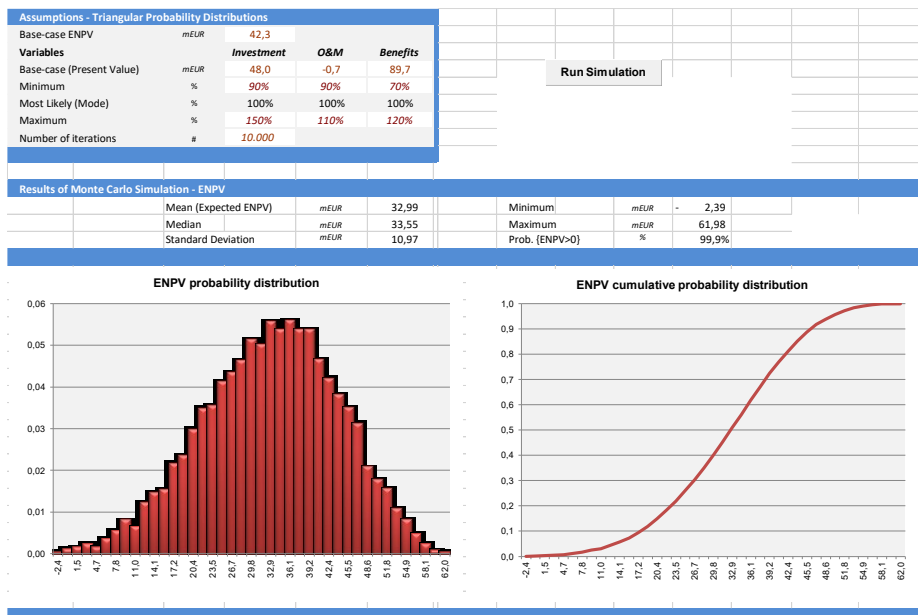 Assumptions - Triangular Probability Distributions
Base-case ENPV mEUR 42,3
Variables Investment O&M Benefits
Base-case (Present Value) mEUR 48,0 -0,7 89,7
Run Simulation
Minimum % 90% 90% 70%
Most Likely (Mode) % 100% 100% 100%
Maximum % 150% 110% 120%
Number of iterations # 10.000
Results of Monte Carlo Simulation - ENPV
Mean (Expected ENPV) mEUR 32,99 Minimum mEUR - 2,39
Median mEUR 33,55 Maximum mEUR 61,98
Standard Deviation mEUR 10,97 Prob. {ENPV>0} % 99,9%
ENPV probability distribution
0,06
0,05
0,04
0,03
0,02
0,01
0,00
-2,4 1,5 4,7 7,8 11,0 14,1 17,2 20,4 23,5 26,7 29,8 32,9 36,1 39,2 42,4 45,5 48,6 51,8 54,9 58,1 62,0
ENPV cumulative probability distribution
1,0
0,9
0,8
0,7
0,6
0,5
0,4
0,3
0,2
0,1
0,0
-2,4 1,5 4,7 7,8 11,0 14,1 17,2 20,4 23,5 26,7 29,8 32,9 36,1 39,2 42,4 45,5 48,6 51,8 54,9 58,1 62,0